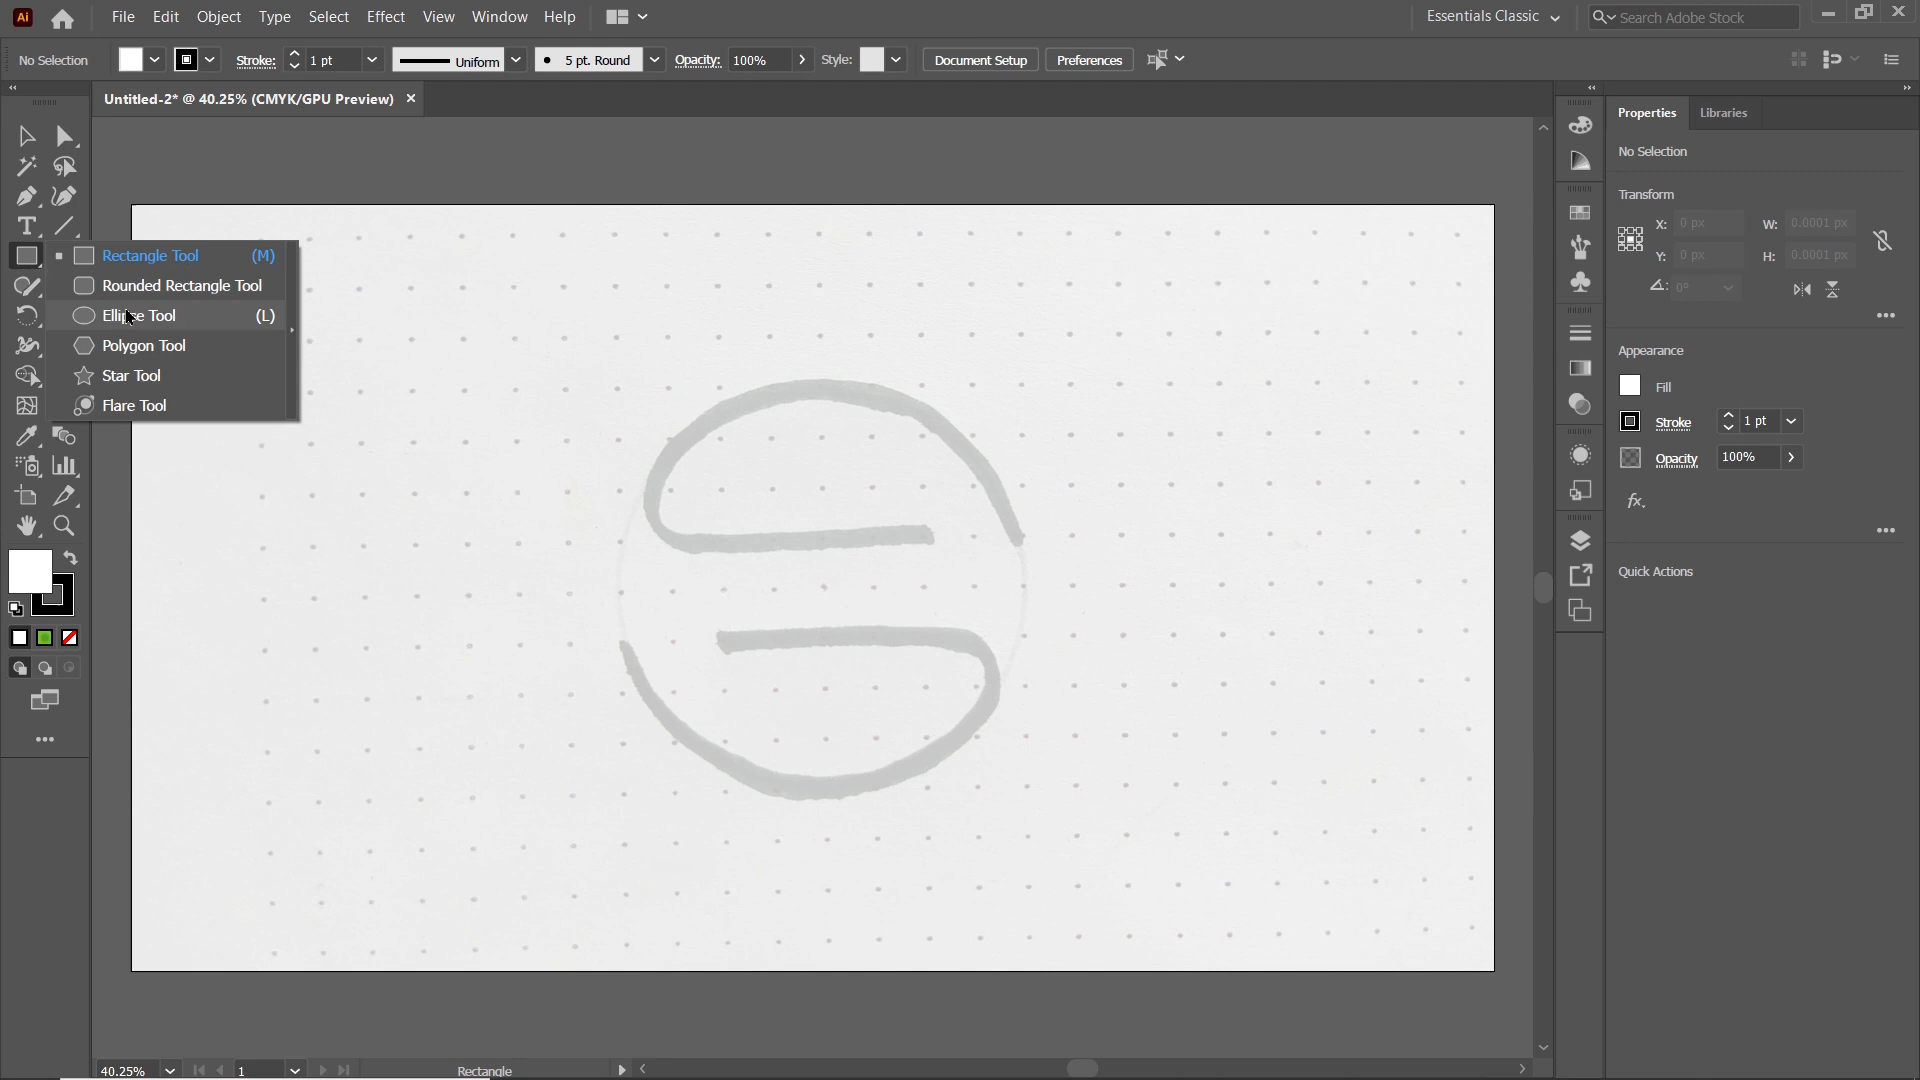 Ai File Edit Object Type Select Effect View Window Help Essentials Classic Search Adobe Stock
No Selection Stroke: 1 pt Uniform 5 pt. Round Opacity: 100% Style: Document Setup Preferences
Untitled-2* @ 40.25% (CMYK/GPU Preview)
Rectangle Tool (M)
Rounded Rectangle Tool
Ellipse Tool (L)
Polygon Tool
Star Tool
Flare Tool
Properties Libraries
No Selection
Transform
X: 0 px W: 0.0001 px
Y: 0 px H: 0.0001 px
0°
Appearance
Fill
Stroke 1 pt
Opacity 100%
fx.
Quick Actions
40.25% 1 Rectangle